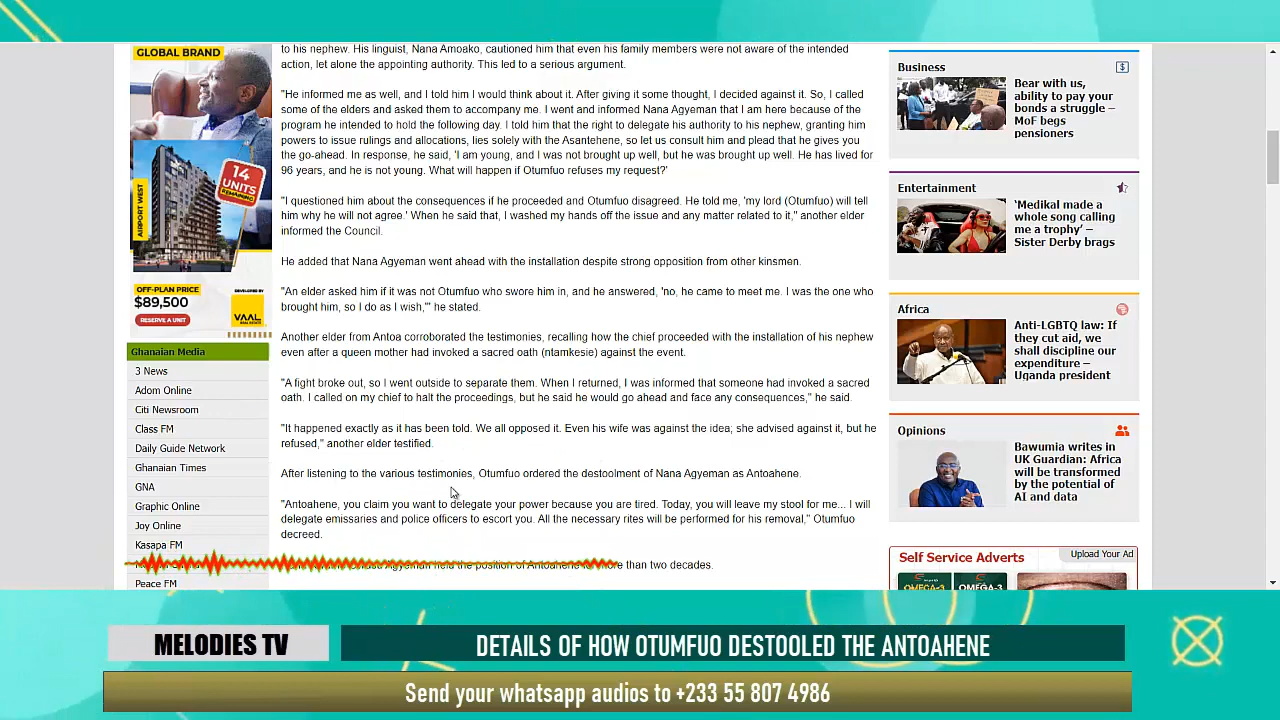 GLOBAL BRAND
14
UNITS
REMAINING
AIRPORT WEST
OFF-PLAN PRICE
$89,500
RESERVE A UNIT
DEVELOPED BY
VAAL
REAL ESTATE
Ghanaian Media
3 News
Adom Online
Citi Newsroom
Class FM
Daily Guide Network
Ghanaian Times
GNA
Graphic Online
Joy Online
Kasapa FM
Peace FM
to his nephew. His linguist, Nana Amoako, cautioned him that even his family members were not aware of the intended
action, let alone the appointing authority. This led to a serious argument.
"He informed me as well, and I told him I would think about it. After giving it some thought, I decided against it. So, I called
three of the elders and asked them to accompany me. I went and informed Nana Agyeman that I am here because of the
program he intended to hold the following day. I told him that the right to delegate his authority to his nephew, granting him
powers to issue rulings and allocations, lies solely with the Asantehene, so let us consult him and plead that he gives you
the go-ahead. In response, he said, 'I am young, and I was not brought up well, but he was brought up well. He has lived for
96 years, and he is not young. What will happen if Otumfuo refuses my request?'
"I questioned him about the consequences if he proceeded and Otumfuo disagreed. He told me, 'my lord (Otumfuo) will tell
him why he will not agree.' When he said that, I washed my hands off the issue and any matter related to it," another elder
informed the Council.
He added that Nana Agyeman went ahead with the installation despite strong opposition from other kinsmen.
"An elder asked him if it was not Otumfuo who swore him in, and he answered, 'no, he came to meet me. I was the one who
brought him, so I do as I wish,'" he stated.
Another elder from Antoa corroborated the testimonies, recalling how the chief proceeded with the installation of his nephew
even after a queen mother had invoked a sacred oath (ntamkesie) against the event.
"A fight broke out, so I went outside to separate them. When I returned, I was informed that someone had invoked a sacred
oath. I called on my chief to halt the proceedings, but he said he would go ahead and face any consequences," he said.
"It happened exactly as it has been told. We all opposed it. Even his wife was against the idea; she advised against it, but he
refused," another elder testified.
After listening to the various testimonies, Otumfuo ordered the destoolment of Nana Agyeman as Antoahene.
"Antoahene, you claim you want to delegate your power because you are tired. Today, you will leave my stool for me... I will
delegate emissaries and police officers to escort you. All the necessary rites will be performed for his removal," Otumfuo
decreed.
Agyeman held the position of Antoahene for more than two decades.
Business
Bear with us,
ability to pay your
bonds a struggle –
MoF begs
pensioners
Entertainment
‘Medikal made a
whole song calling
me a trophy’ –
Sister Derby brags
Africa
Anti-LGBTQ law: If
they cut aid, we
shall discipline our
expenditure –
Uganda president
Opinions
Bawumia writes in
UK Guardian: Africa
will be transformed
by the potential of
AI and data
Self Service Adverts
Upload Your Ad
OMEGA-3
OMEGA-3
MELODIES TV
DETAILS OF HOW OTUMFUO DESTOOLED THE ANTOAHENE
Send your whatsapp audios to +233 55 807 4986